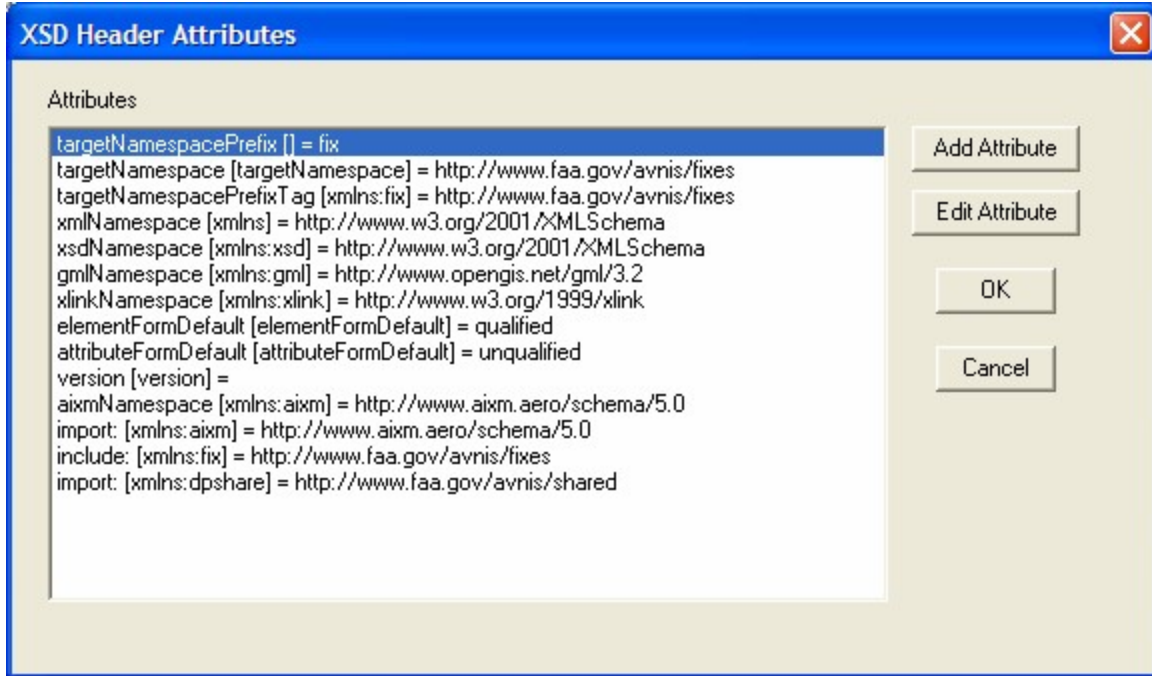 XSD Header Attributes
Attributes
targetNamespacePrefix [] = fix
targetNamespace [targetNamespace] = http://www.faa.gov/avnis/fixes
targetNamespacePrefixTag [xmlns:fix] = http://www.faa.gov/avnis/fixes
xmlNamespace [xmlns] = http://www.w3.org/2001/XMLSchema
xsdNamespace [xmlns:xsd] = http://www.w3.org/2001/XMLSchema
gmlNamespace [xmlns:gml] = http://www.opengis.net/gml/3.2
xlinkNamespace [xmlns:xlink] = http://www.w3.org/1999/xlink
elementFormDefault [elementFormDefault] = qualified
attributeFormDefault [attributeFormDefault] = unqualified
version [version] =
aixmNamespace [xmlns:aixm] = http://www.aixm.aero/schema/5.0
import: [xmlns:aixm] = http://www.aixm.aero/schema/5.0
include: [xmlns:fix] = http://www.faa.gov/avnis/fixes
import: [xmlns:dpshare] = http://www.faa.gov/avnis/shared
Add Attribute
Edit Attribute
OK
Cancel